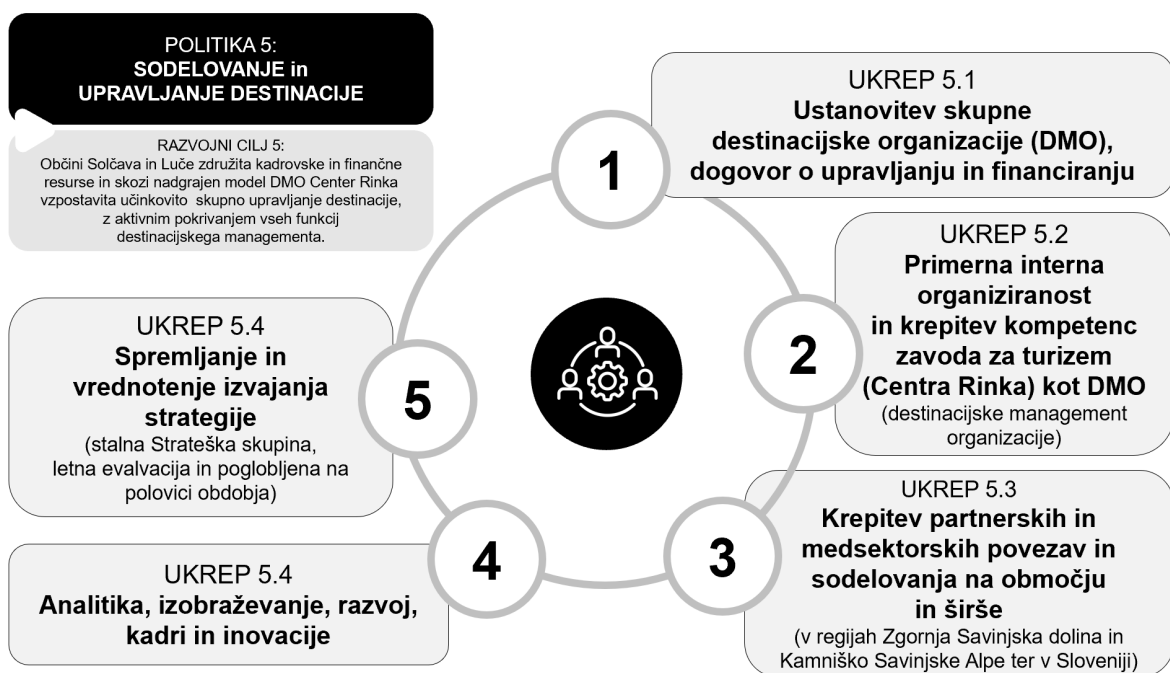 POLITIKA 5:
SODELOVANJE in
UPRAVLJANJE DESTINACIJE
RAZVOJNI CILJ 5:
Občini Solčava in Luče združita kadrovske in finančne
resurse in skozi nadgrajen model DMO Center Rinka
vzpostavita učinkovito skupno upravljanje destinacije,
z aktivnim pokrivanjem vseh funkcij
destinacijskega managementa.
1
UKREP 5.1
Ustanovitev skupne
destinacijske organizacije (DMO),
dogovor o upravljanju in financiranju
2
UKREP 5.2
Primerna interna
organiziranost
in krepitev kompetenc
zavoda za turizem
(Centra Rinka) kot DMO
(destinacijske management
organizacije)
3
UKREP 5.3
Krepitev partnerskih in
medsektorskih povezav in
sodelovanja na območju
in širše
(v regijah Zgornja Savinjska dolina in
Kamniško Savinjske Alpe ter v Sloveniji)
4
UKREP 5.4
Analitika, izobraževanje, razvoj,
kadri in inovacije
5
UKREP 5.4
Spremljanje in
vrednotenje izvajanja
strategije
(stalna Strateška skupina,
letna evalvacija in poglobljena na
polovici obdobja)